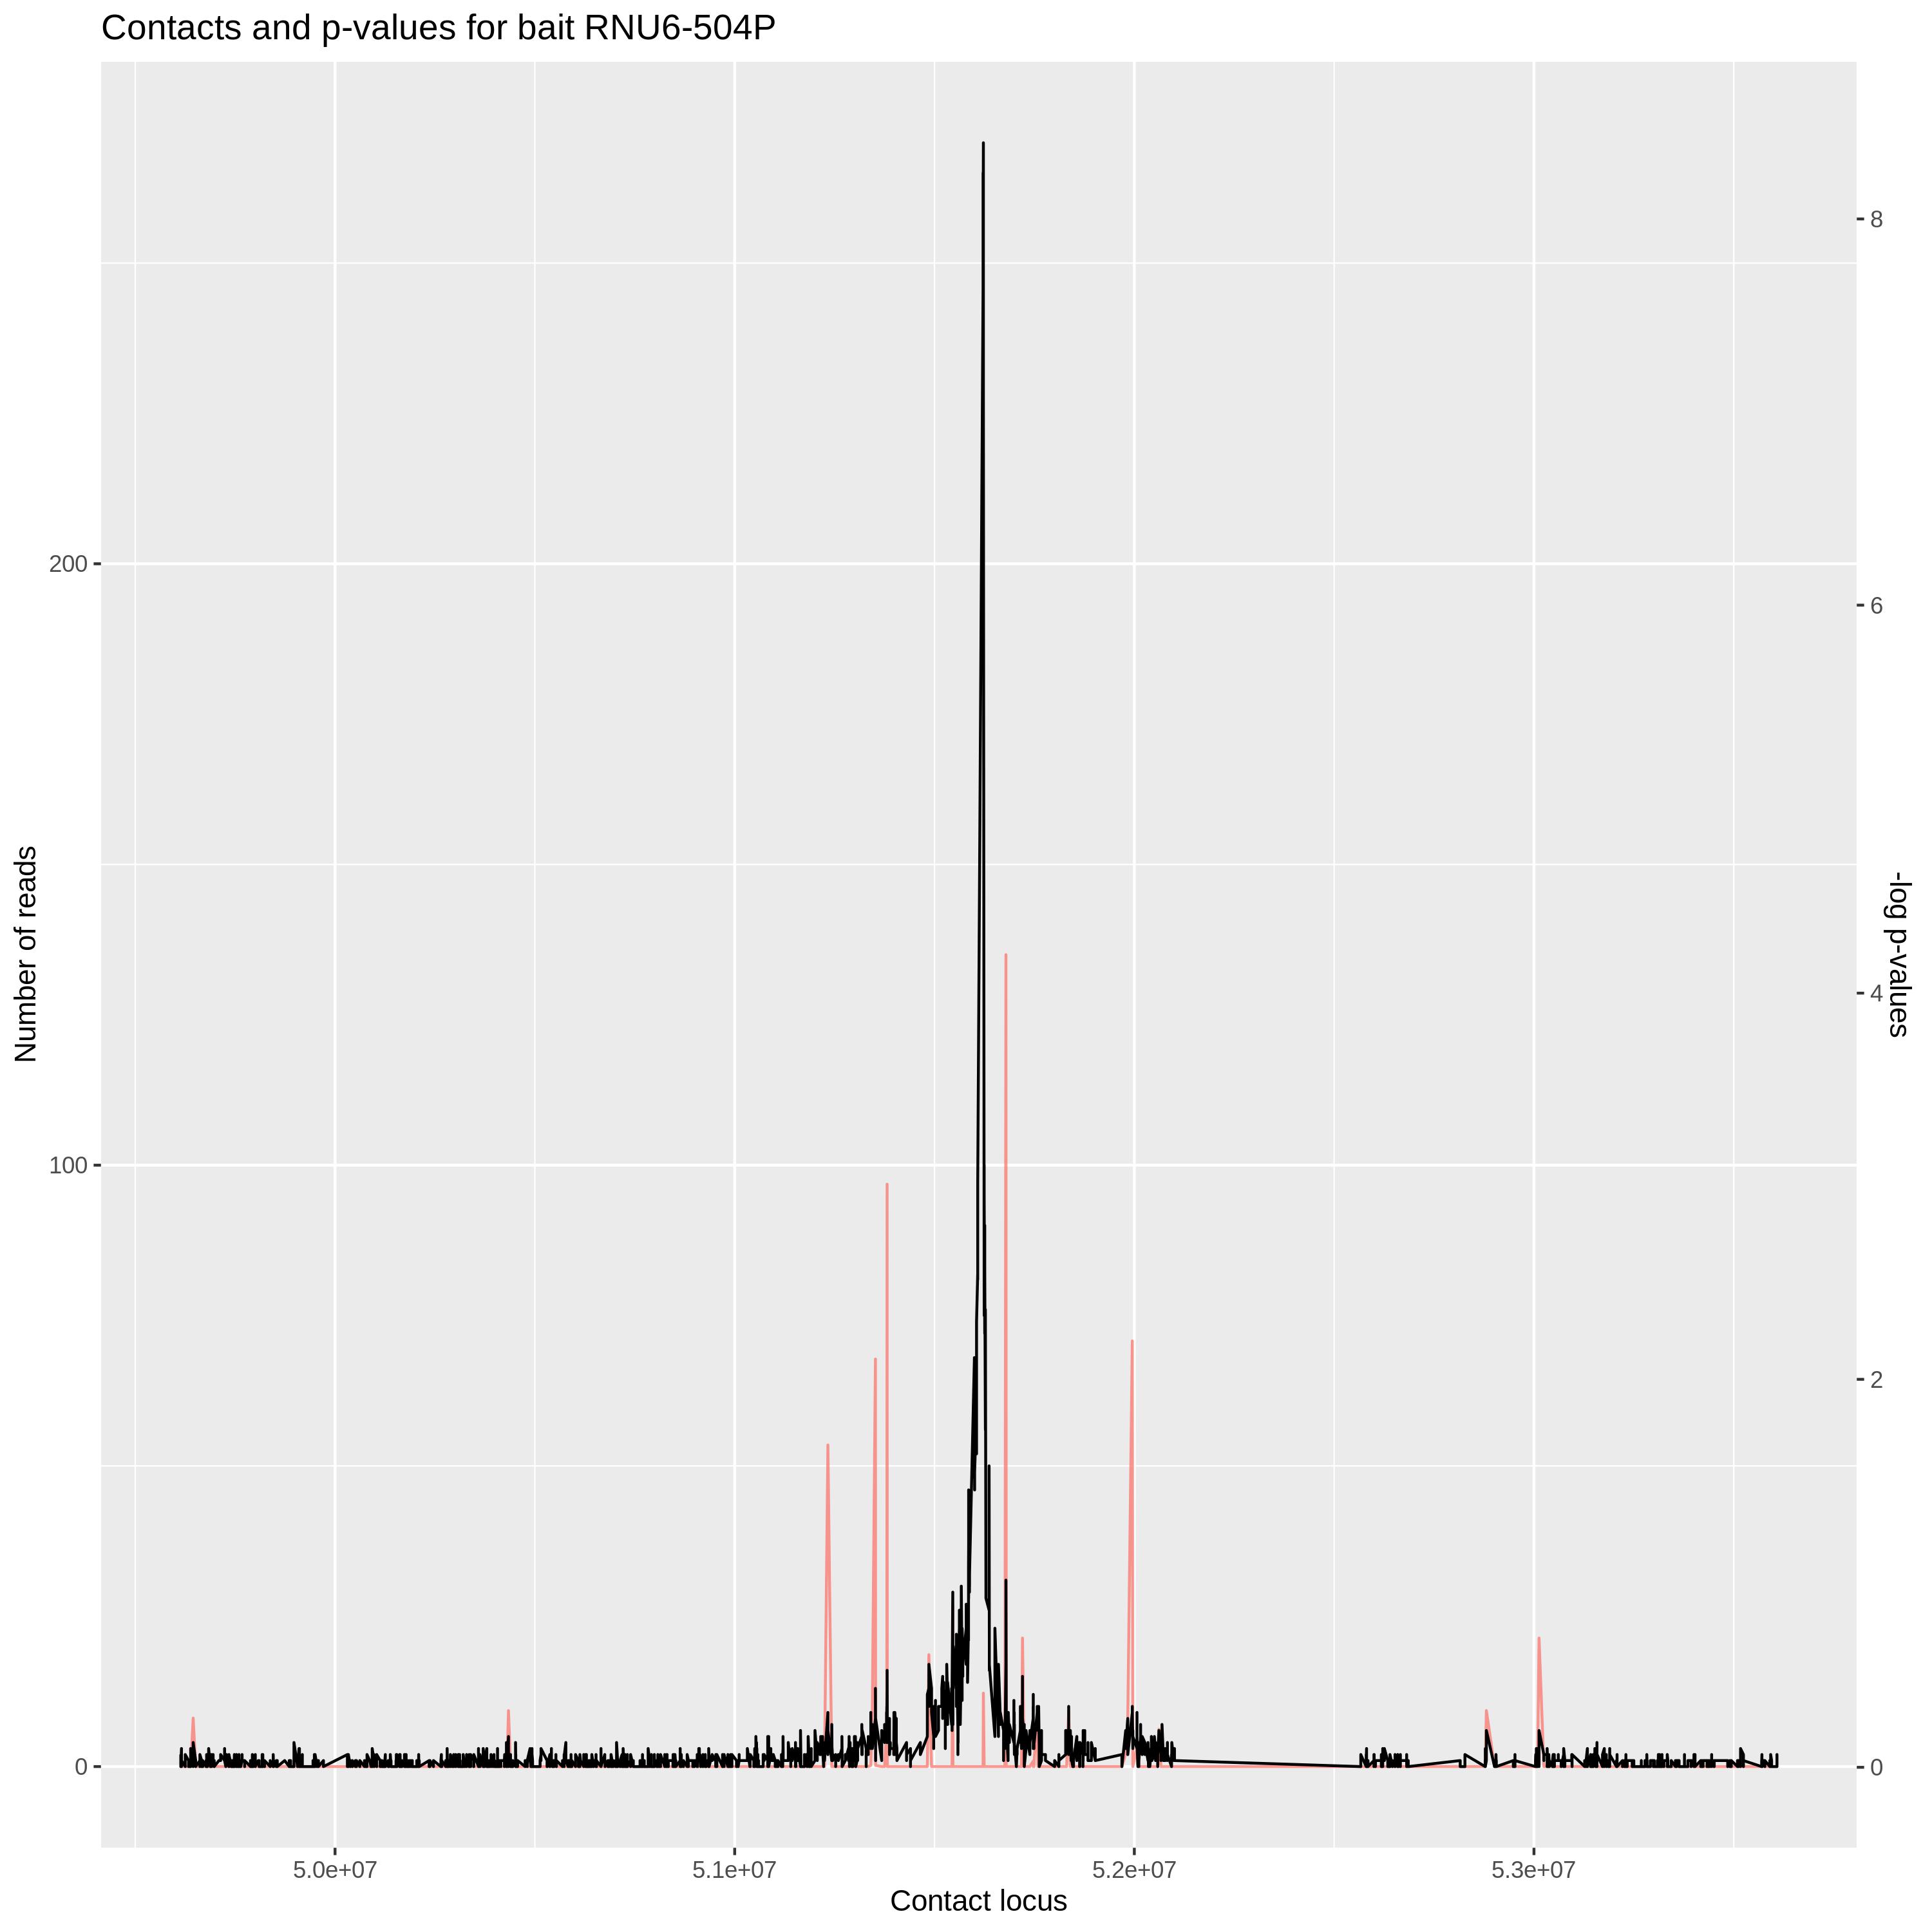 Contacts and p-values for bait RNU6-504P
Number of reads
200
100
0
8
6
4
2
0
-log p-values
5.0e+07
5.1e+07
5.2e+07
5.3e+07
Contact locus